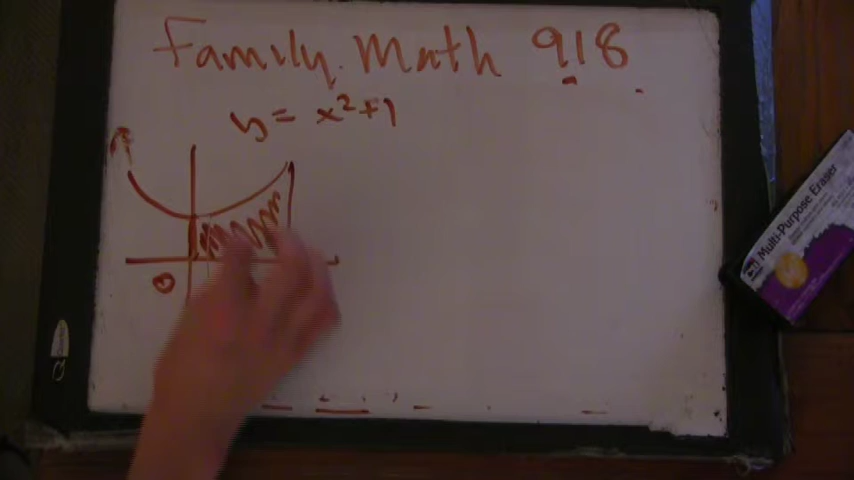 Family Math 918
y = x²+1
0
Multi-Purpose Eraser